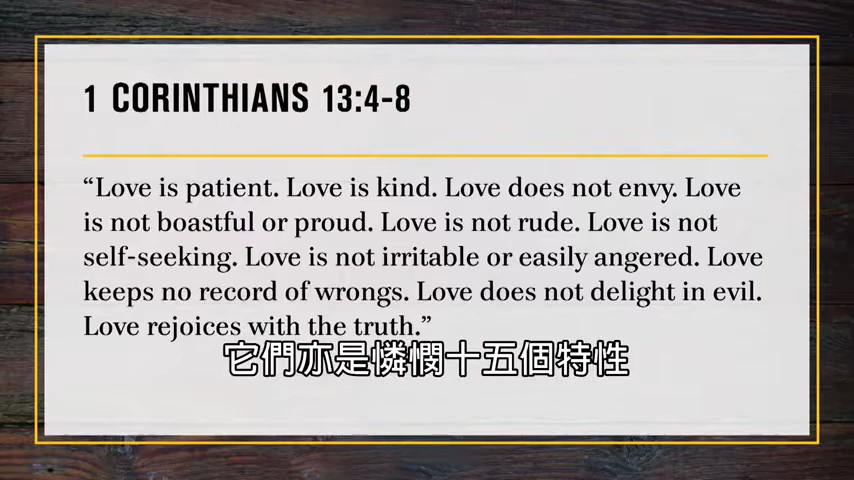 1 CORINTHIANS 13:4-8
“Love is patient. Love is kind. Love does not envy. Love
is not boastful or proud. Love is not rude. Love is not
self-seeking. Love is not irritable or easily angered. Love
keeps no record of wrongs. Love does not delight in evil.
Love rejoices with the truth.”
它們亦是憐憫十五個特性